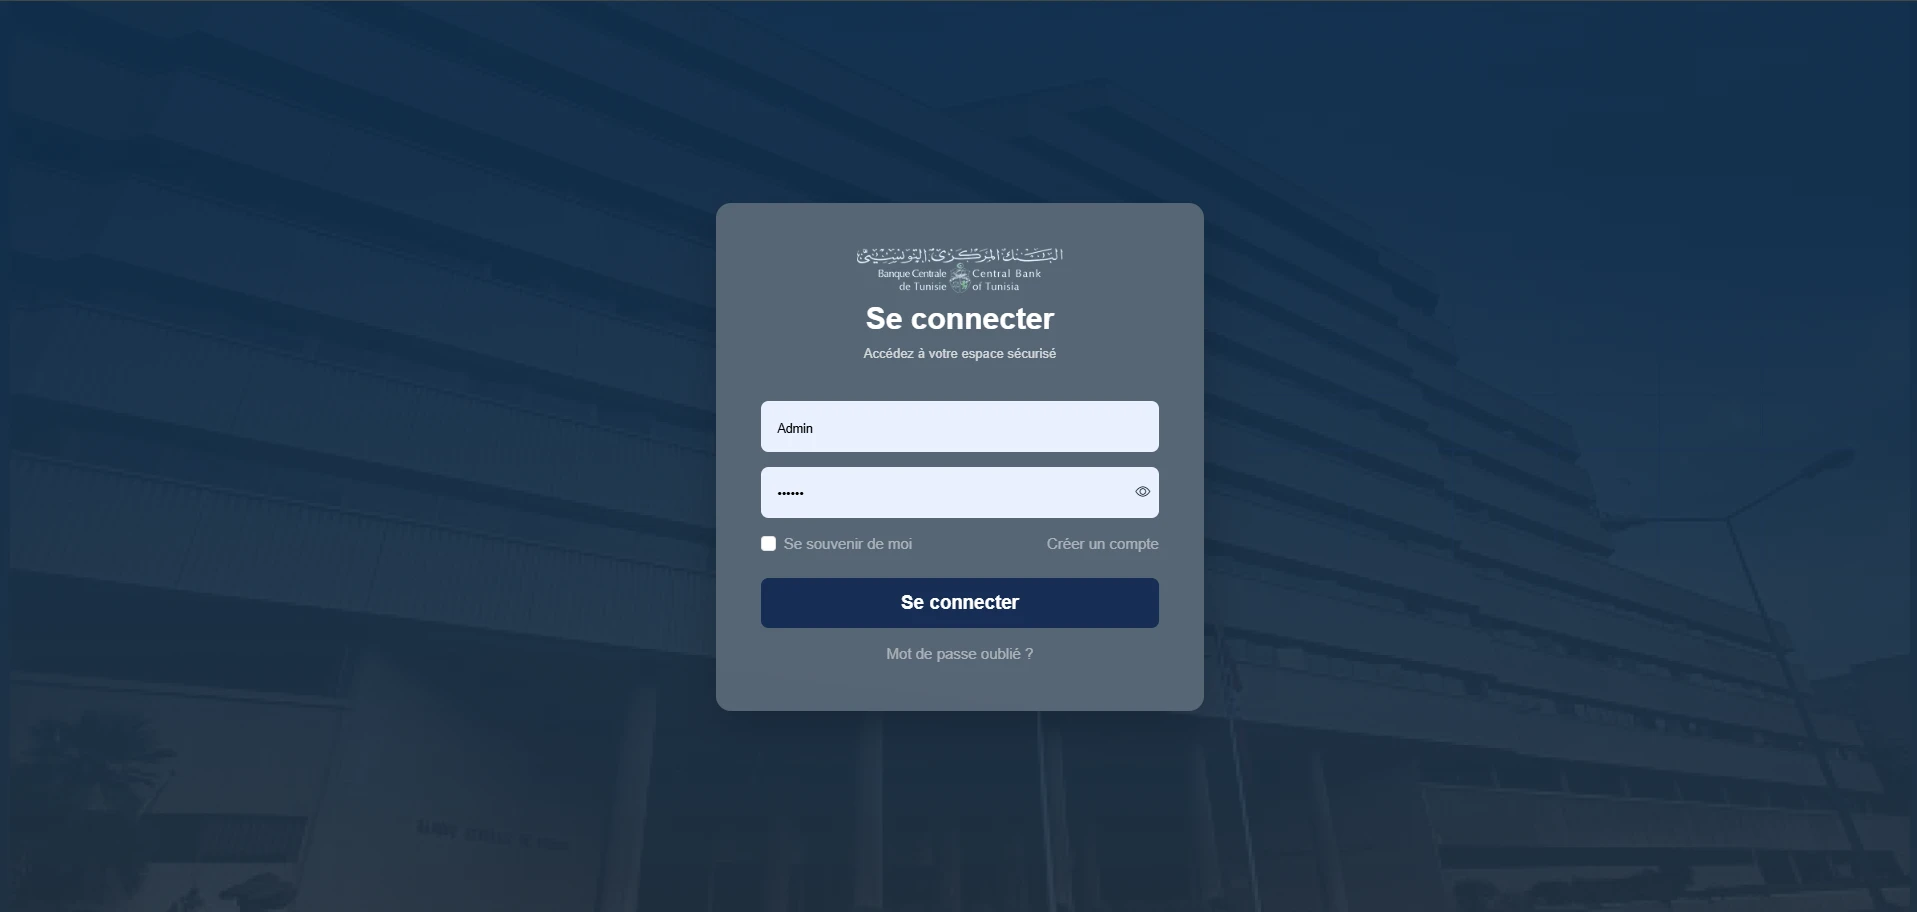 البنك المركزي التونسي
Banque Centrale Central Bank
de Tunisie of Tunisia
Se connecter
Accédez à votre espace sécurisé
Admin
••••••
Se souvenir de moi Créer un compte
Se connecter
Mot de passe oublié ?